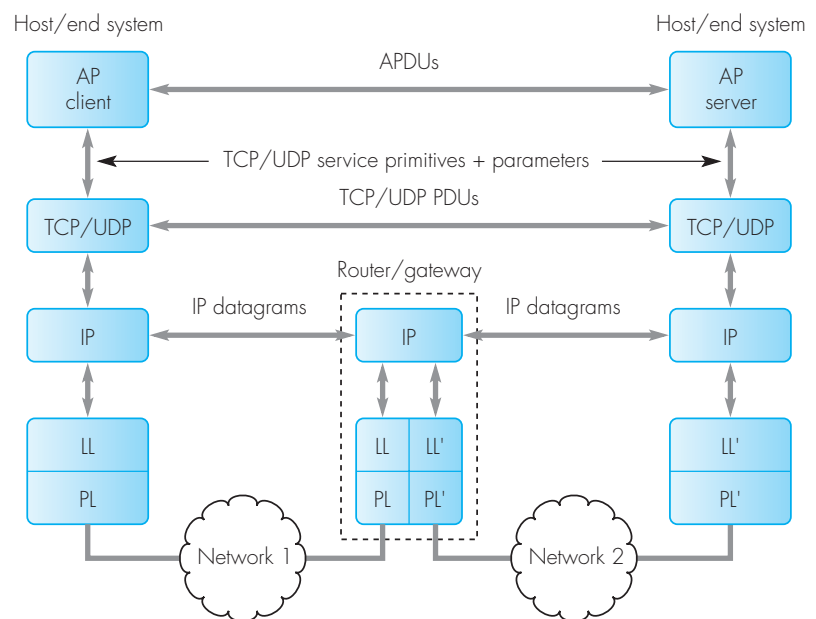 Host/end system
Host/end system
AP
client
APDUs
AP
server
TCP/UDP service primitives + parameters
TCP/UDP PDUs
TCP/UDP
TCP/UDP
Router/gateway
IP datagrams
IP datagrams
IP
IP
IP
LL
LL
LL'
LL'
PL
PL
PL'
PL'
Network 1
Network 2